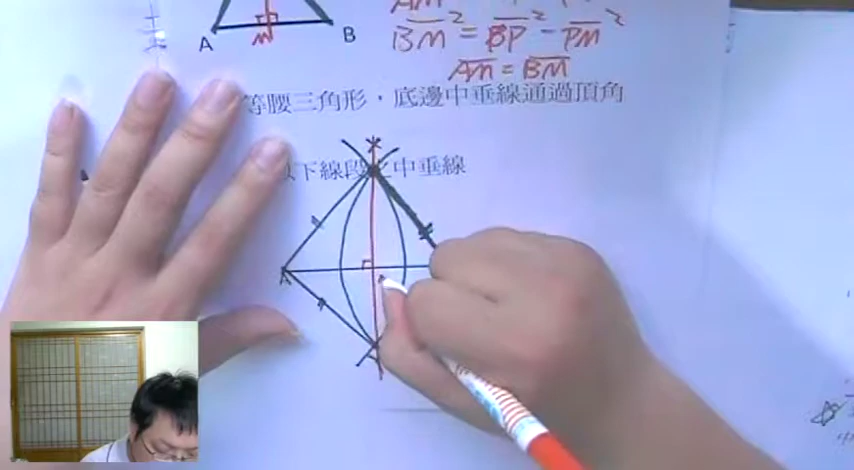 A M B
BM² = BP² - PM²
AM = BM
等腰三角形，底邊中垂線通過頂角
下線段之中垂線
A